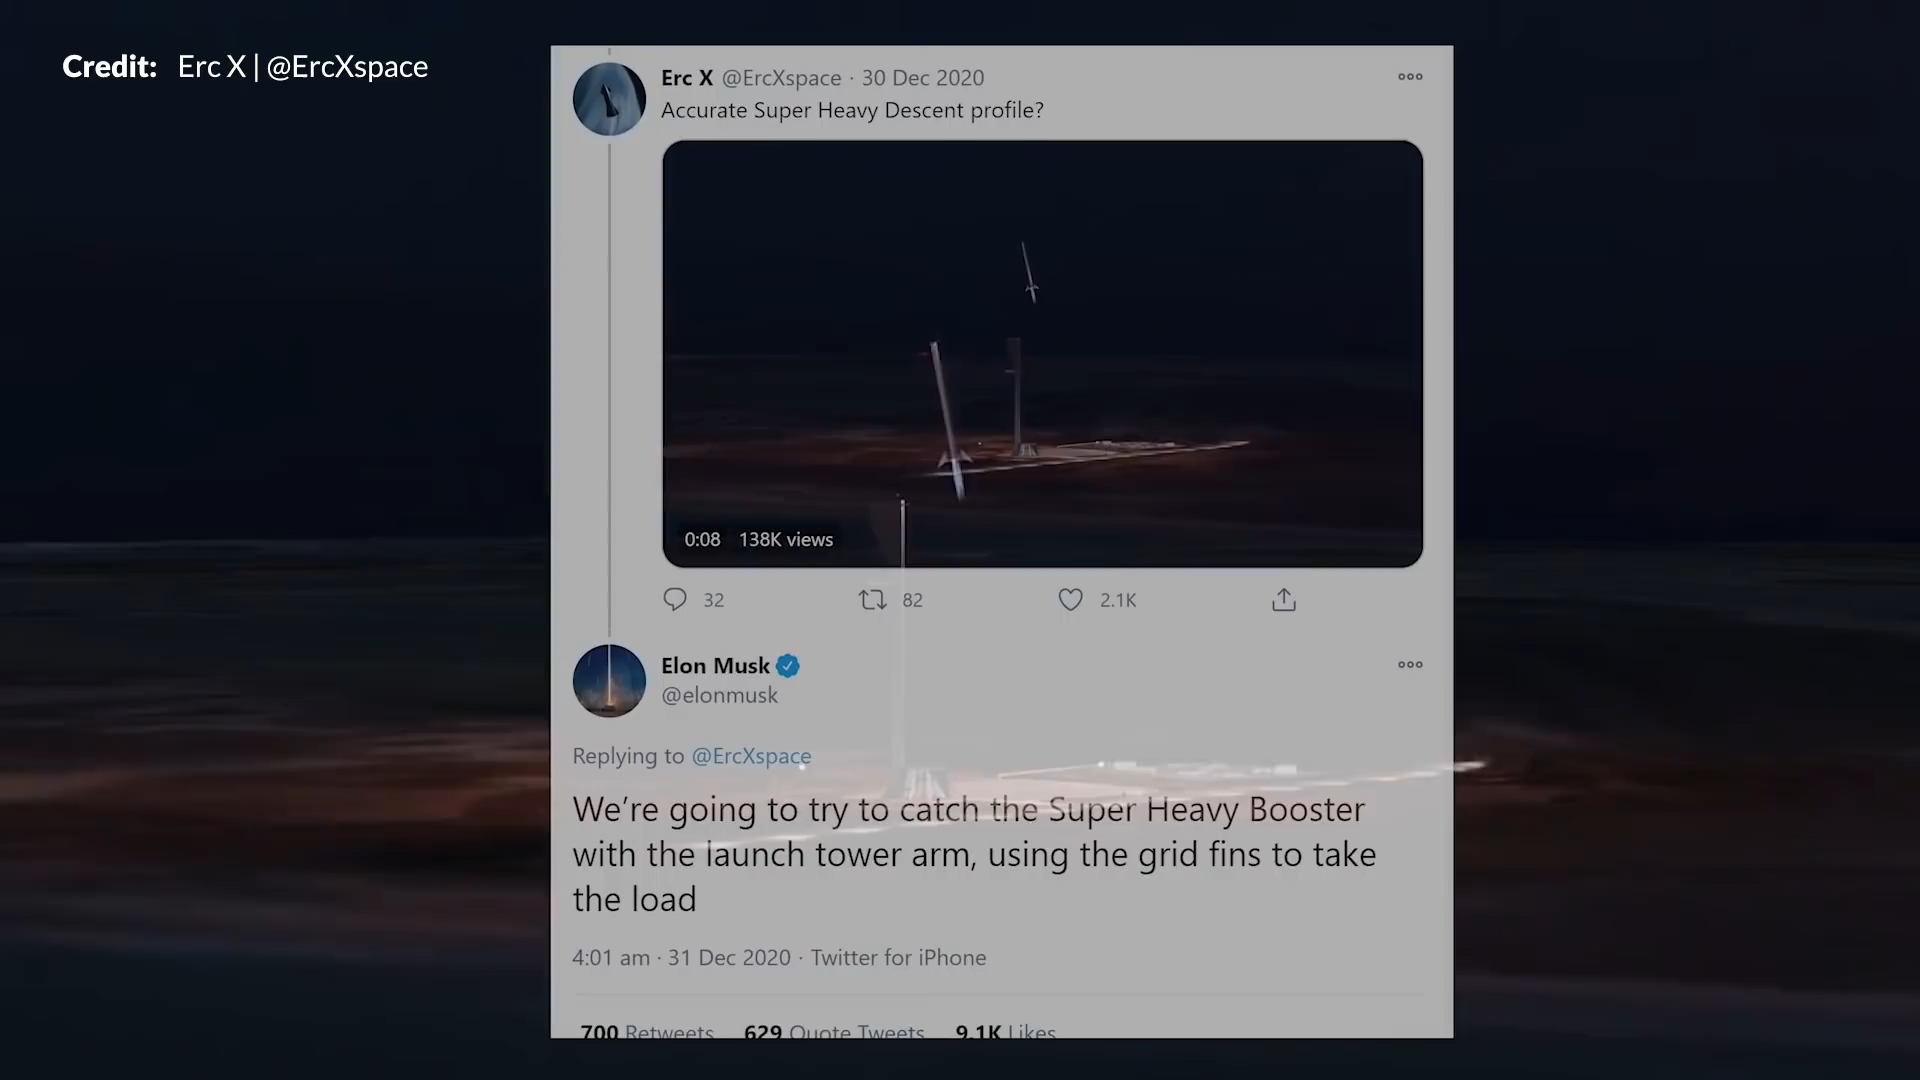 Credit: Erc X | @ErcXspace
Erc X @ErcXspace · 30 Dec 2020
Accurate Super Heavy Descent profile?
0:08 138K views
32 82 2.1K
Elon Musk
@elonmusk
Replying to @ErcXspace
We’re going to try to catch the Super Heavy Booster
with the launch tower arm, using the grid fins to take
the load
4:01 am · 31 Dec 2020 · Twitter for iPhone
700 Retweets 629 Quote Tweets 9.1K Likes